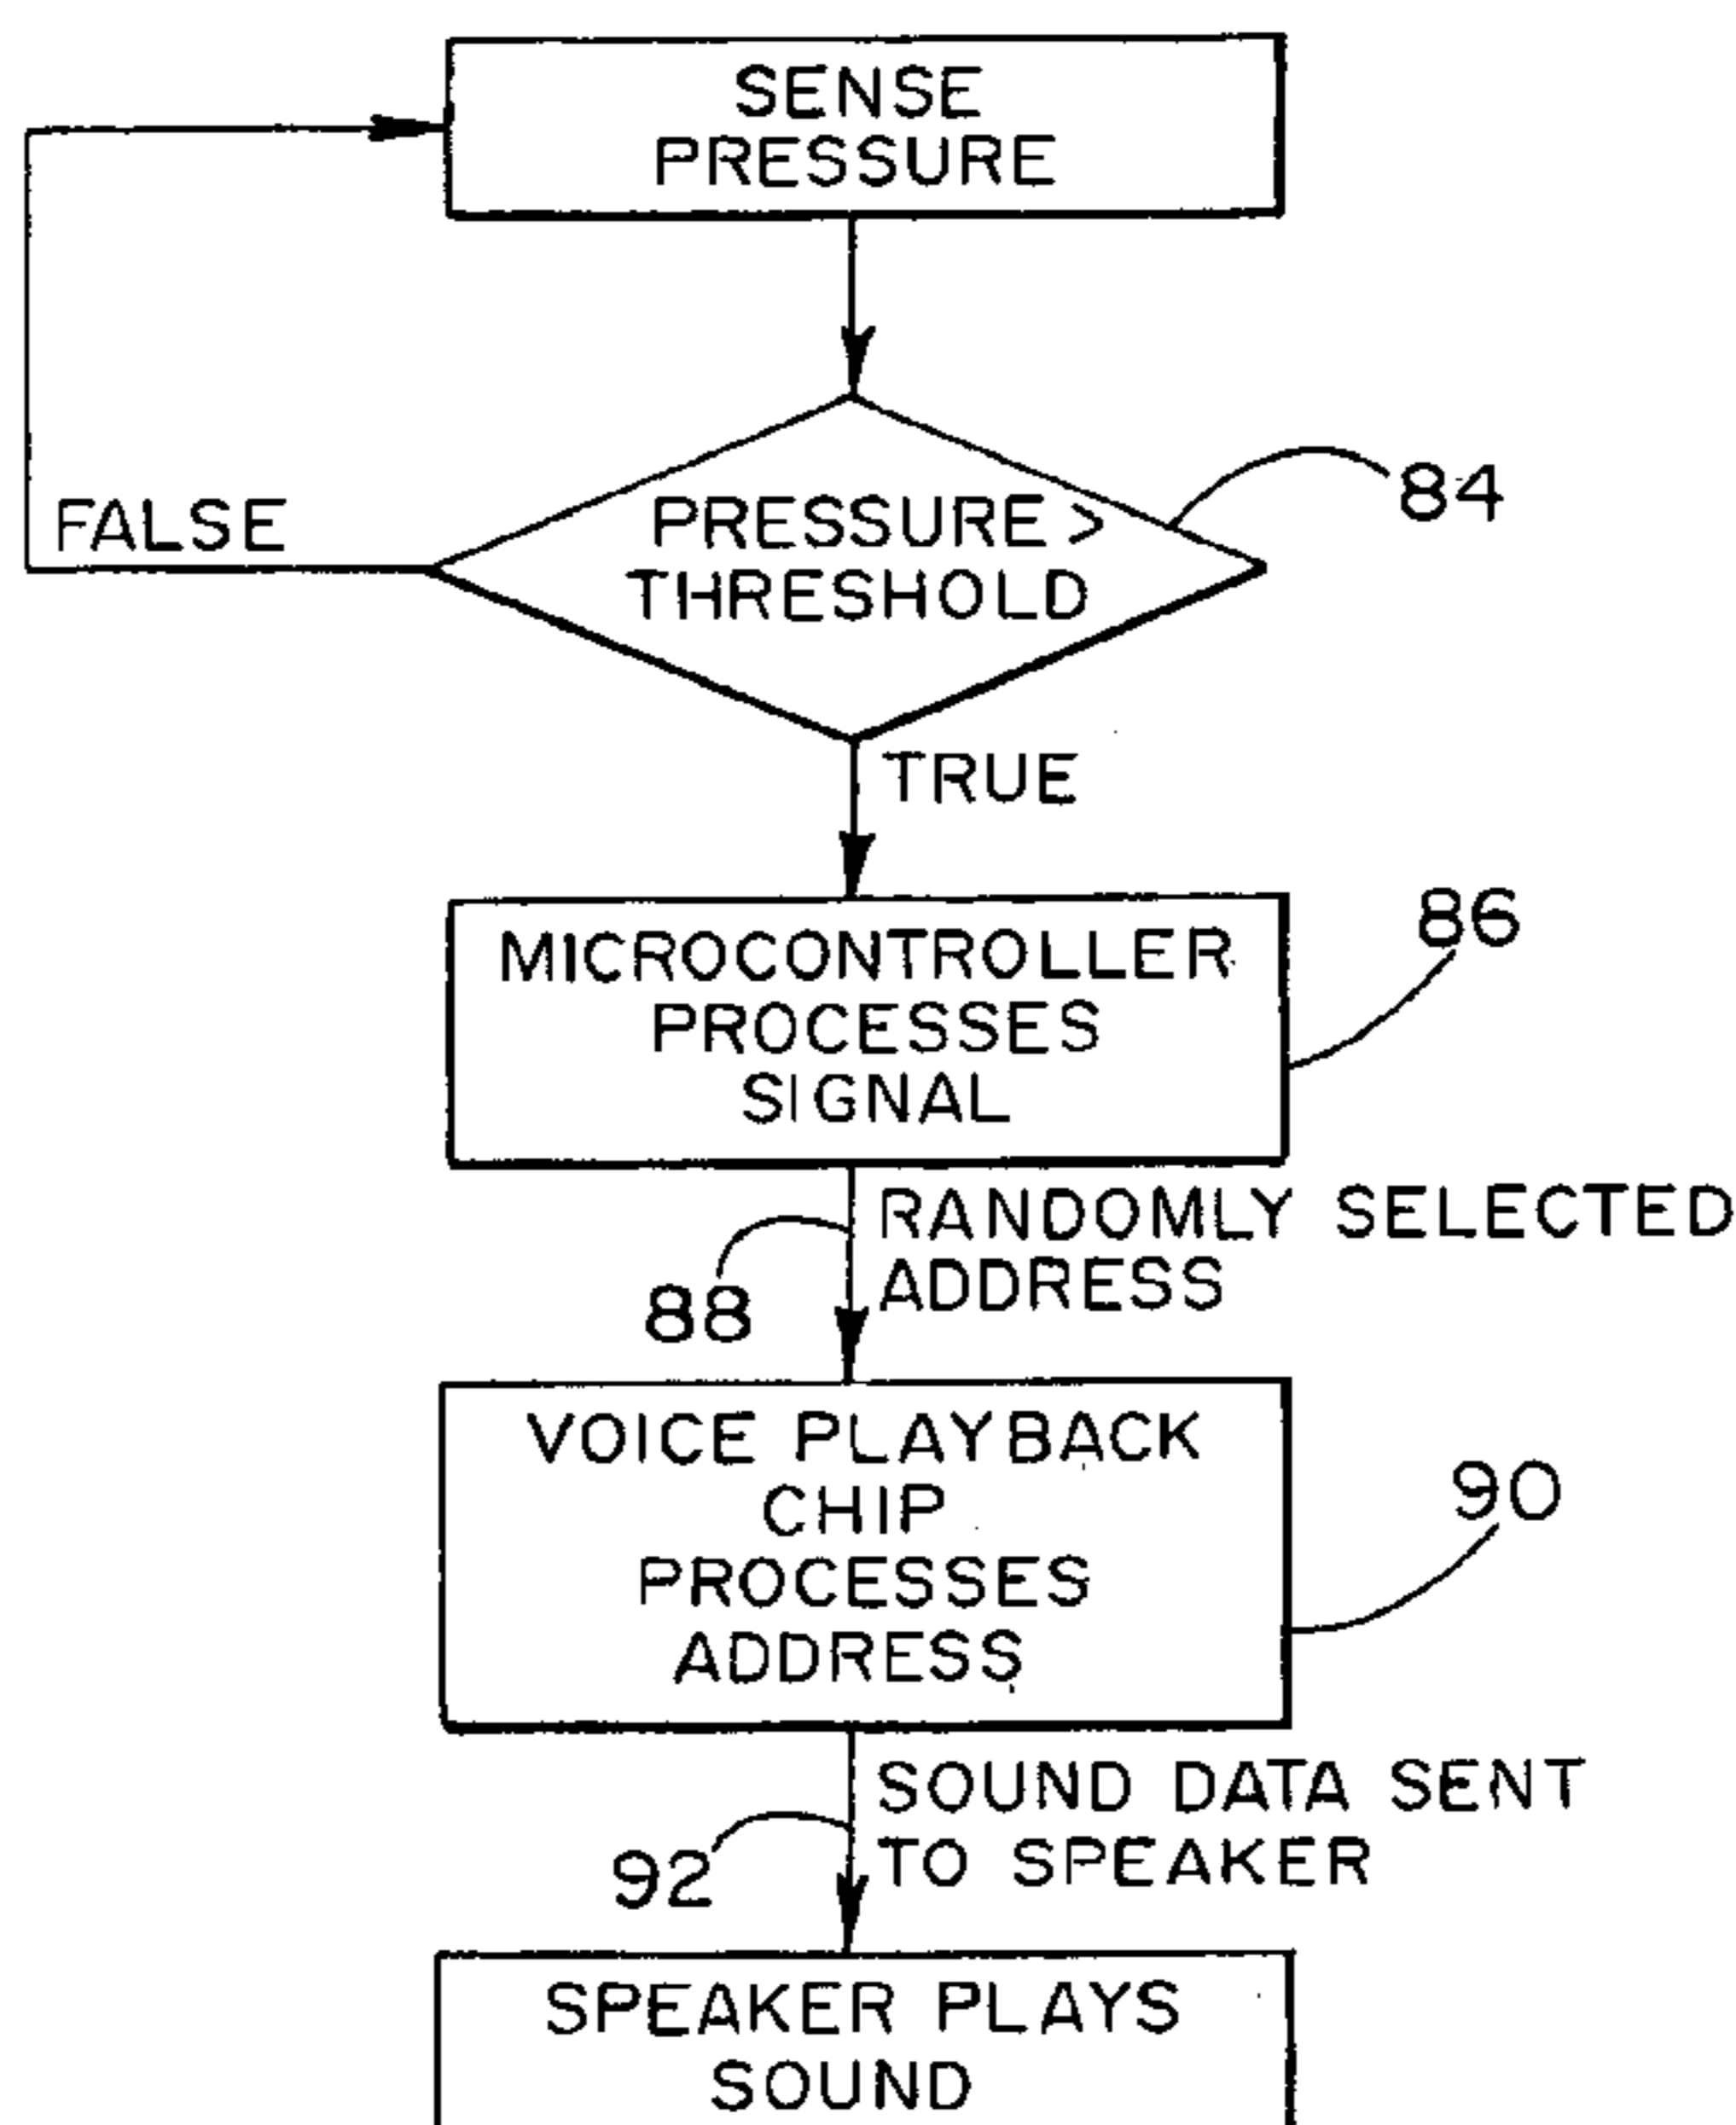 SENSE
PRESSURE
PRESSURE >
THRESHOLD
84
FALSE
TRUE
MICROCONTROLLER
PROCESSES
SIGNAL
86
RANDOMLY SELECTED
ADDRESS
88
VOICE PLAYBACK
CHIP
PROCESSES
ADDRESS
90
SOUND DATA SENT
TO SPEAKER
92
SPEAKER PLAYS
SOUND